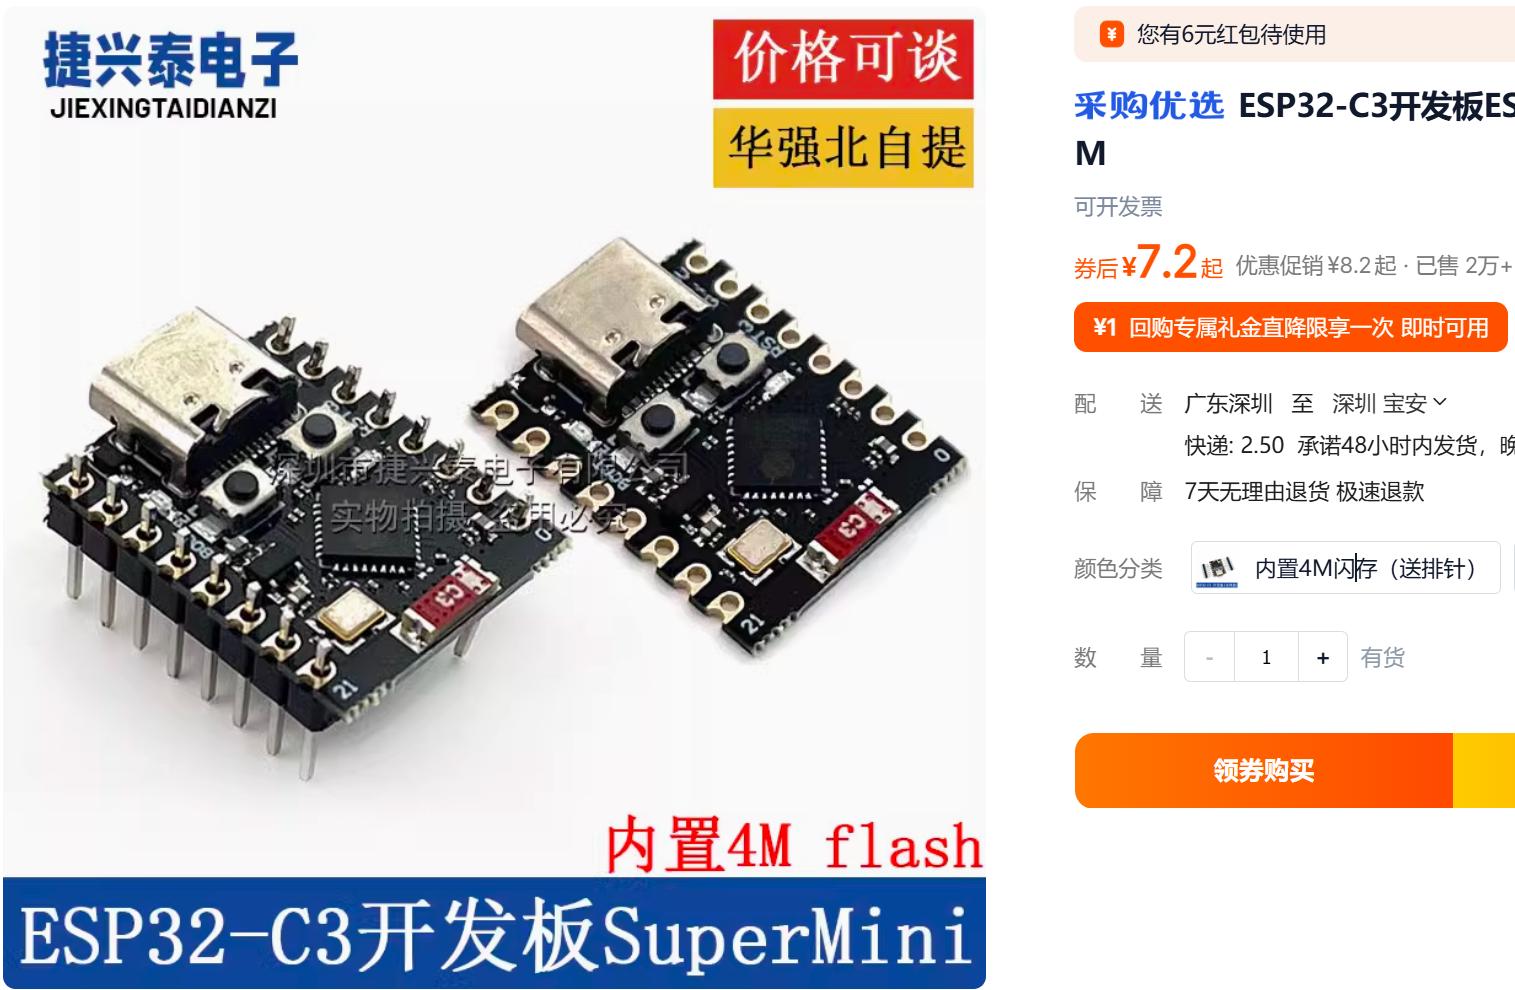 捷兴泰电子
JIEXINGTAIDIANZI
价格可谈
华强北自提
RST
C3
0
21
深圳市捷兴泰电子有限公司
实物拍摄 盗用必究
C3
0
21
内置4M flash
ESP32-C3开发板SuperMini
¥ 您有6元红包待使用
采购优选 ESP32-C3开发板ES
M
可开发票
券后 ¥7.2起 优惠促销 ¥8.2起 · 已售 2万+
¥1 回购专属礼金直降限享一次 即时可用
配 送 广东深圳 至 深圳 宝安
快递: 2.50 承诺48小时内发货，晚
保 障 7天无理由退货 极速退款
颜色分类 内置4M闪存（送排针）
数 量 - 1 + 有货
领券购买